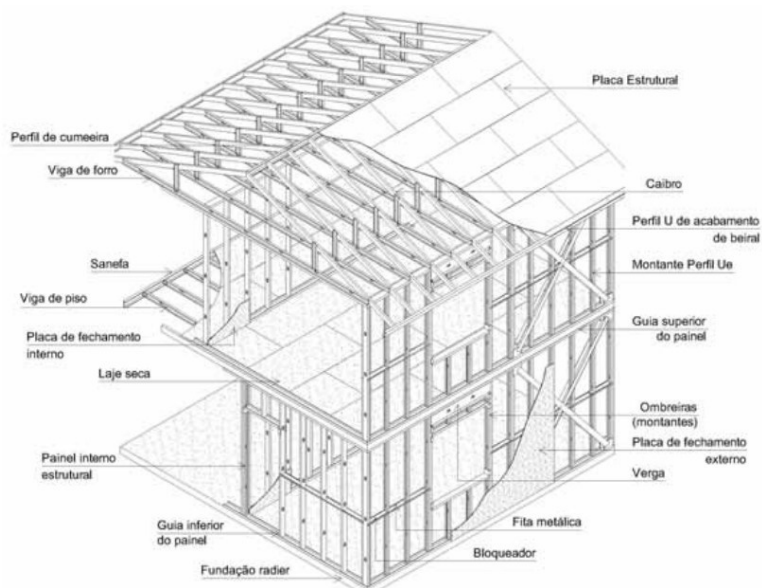 Placa Estrutural
Perfil de cumeeira
Viga de forro
Caibro
Perfil U de acabamento
de beiral
Sanefa
Montante Perfil Ue
Viga de piso
Guia superior
do painel
Placa de fechamento
interno
Laje seca
Ombreiras
(montantes)
Placa de fechamento
externo
Painel interno
estrutural
Verga
Fita metálica
Guia inferior
do painel
Bloqueador
Fundação radier